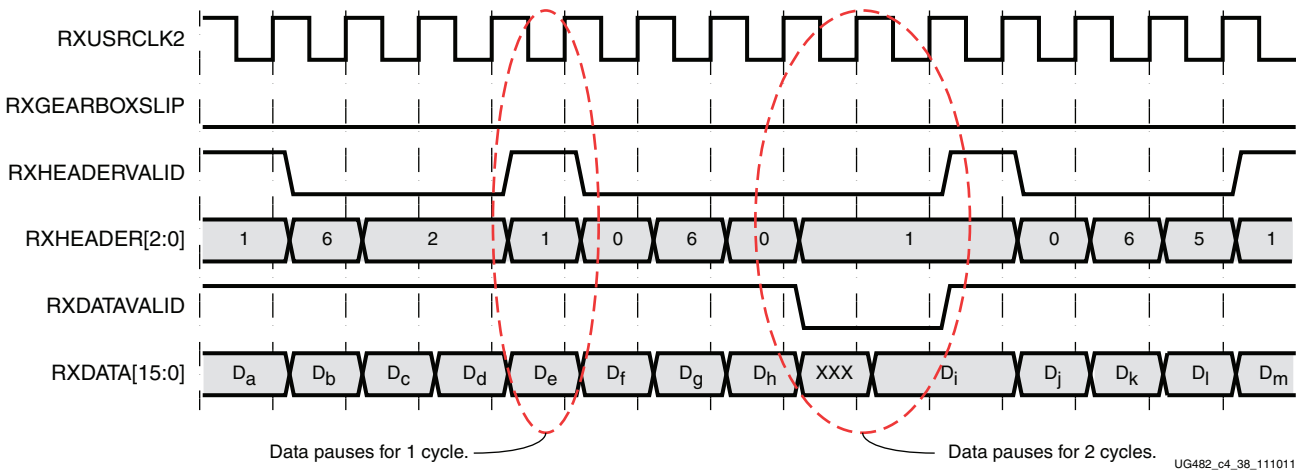 RXUSRCLK2
RXGEARBOXSLIP
RXHEADERVALID
RXHEADER[2:0] 1 6 2 1 0 6 0 1 0 6 5 1
RXDATAVALID
RXDATA[15:0] Da Db Dc Dd De Df Dg Dh XXX Di Dj Dk Dl Dm
Data pauses for 1 cycle. Data pauses for 2 cycles.
UG482_c4_38_111011